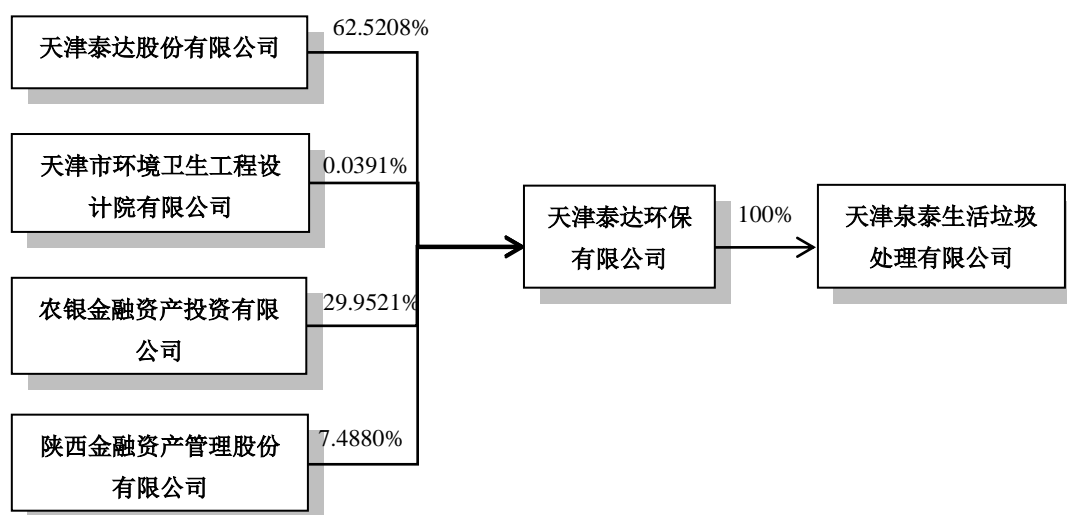 天津泰达股份有限公司
62.5208%
天津市环境卫生工程设
计院有限公司
0.0391%
农银金融资产投资有限
公司
29.9521%
陕西金融资产管理股份
有限公司
7.4880%
天津泰达环保
有限公司
100%
天津泉泰生活垃圾
处理有限公司